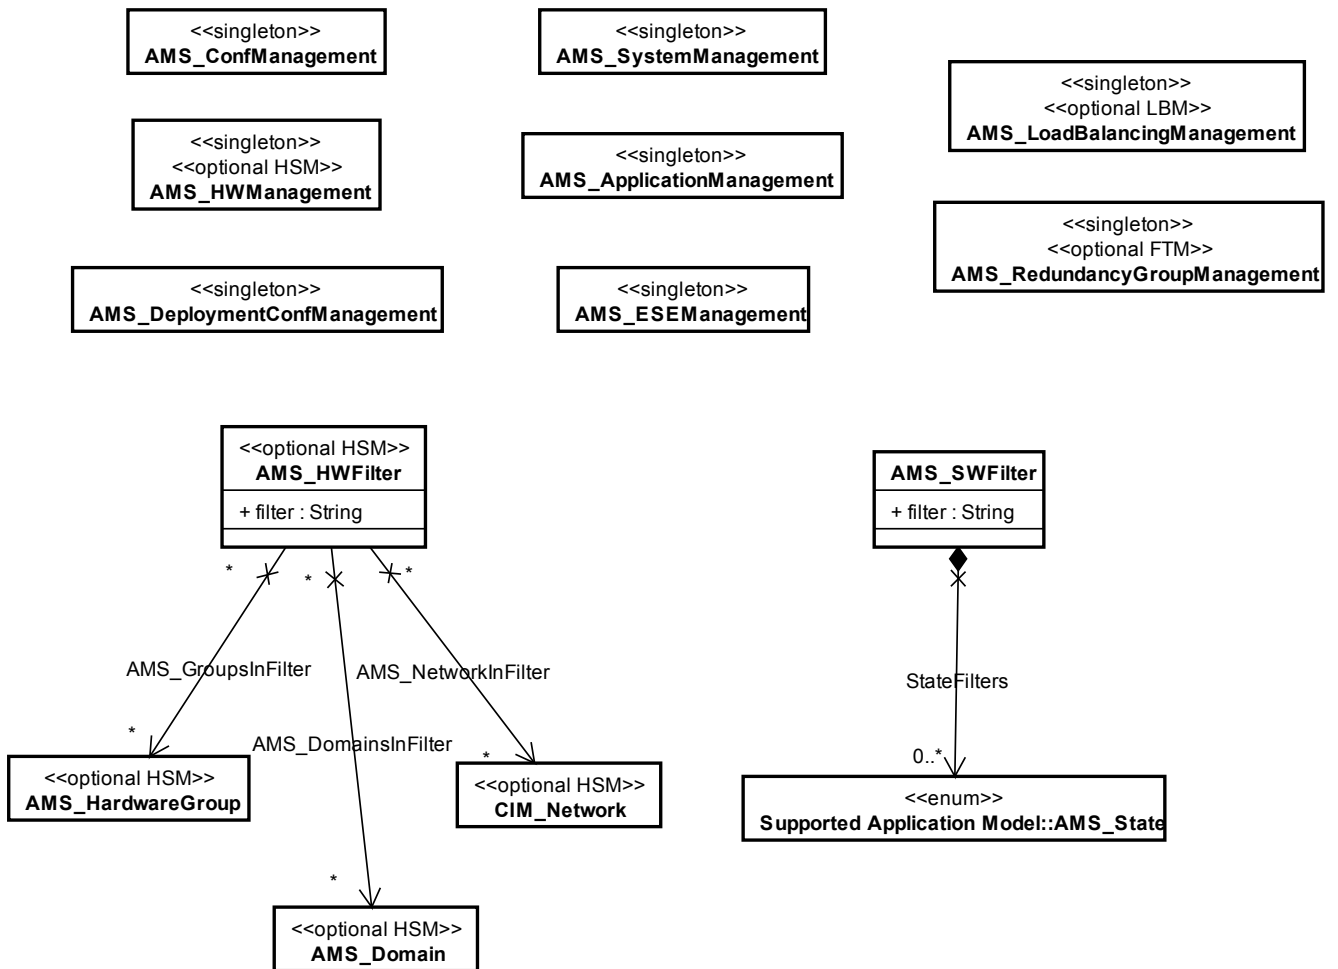 <<singleton>>
AMS_ConfManagement
<<singleton>>
AMS_SystemManagement
<<singleton>>
<<optional LBM>>
AMS_LoadBalancingManagement
<<singleton>>
<<optional HSM>>
AMS_HWManagement
<<singleton>>
AMS_ApplicationManagement
<<singleton>>
<<optional FTM>>
AMS_RedundancyGroupManagement
<<singleton>>
AMS_DeploymentConfManagement
<<singleton>>
AMS_ESEManagement
<<optional HSM>>
AMS_HWFilter
+ filter : String
AMS_SWFilter
+ filter : String
*
*
*
AMS_GroupsInFilter
AMS_NetworkInFilter
StateFilters
*
AMS_DomainsInFilter
*
0..*
<<optional HSM>>
AMS_HardwareGroup
<<optional HSM>>
CIM_Network
<<enum>>
Supported Application Model::AMS_State
*
<<optional HSM>>
AMS_Domain